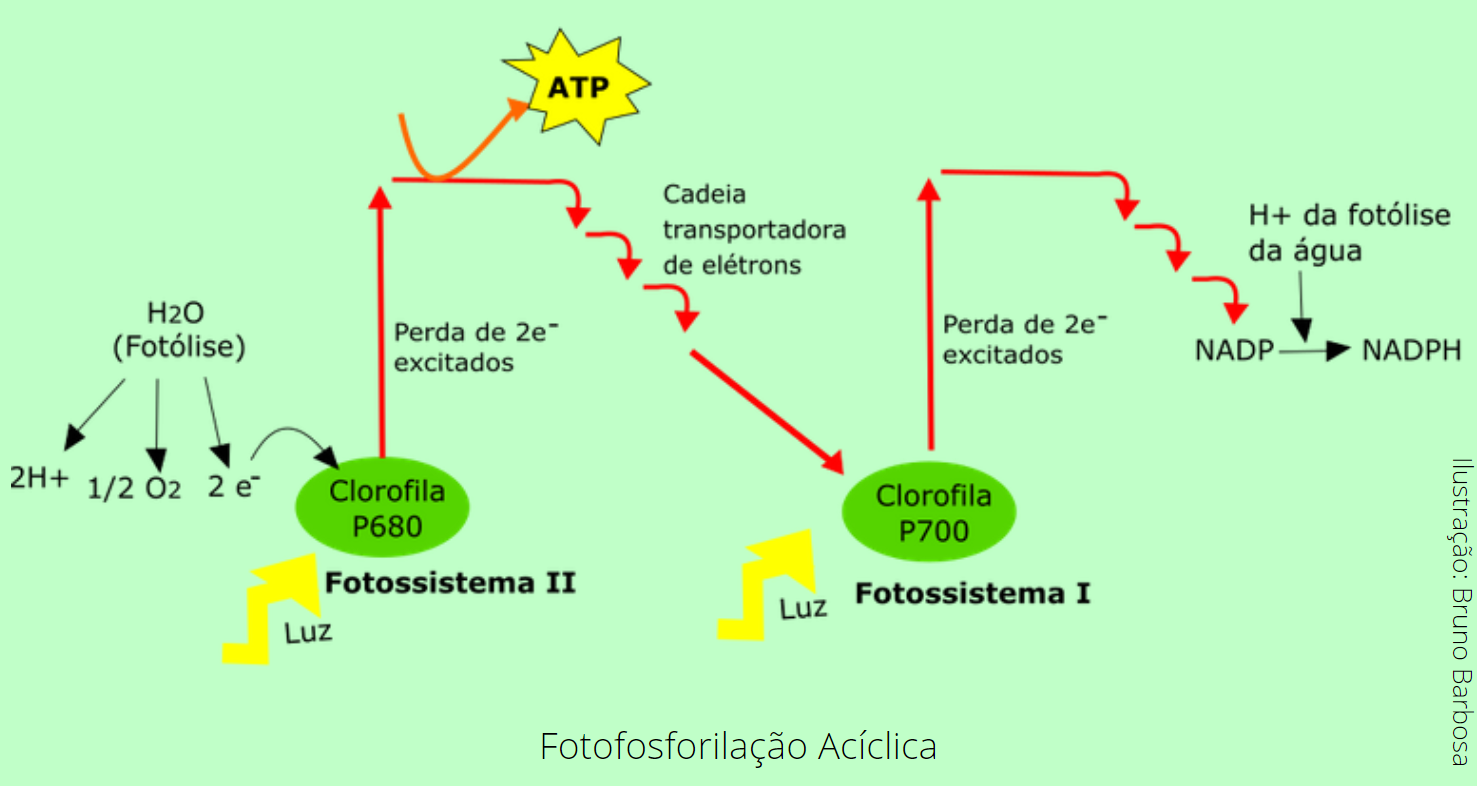 ATP
Cadeia
transportadora
de elétrons
H+ da fotólise
da água
H2O
(Fotólise)
Perda de 2e-
excitados
Perda de 2e-
excitados
NADP
NADPH
2H+
1/2 O2
2 e-
Clorofila
P680
Clorofila
P700
Fotossistema II
Luz
Fotossistema I
Luz
Fotofosforilação Acíclica
Ilustração: Bruno Barbosa